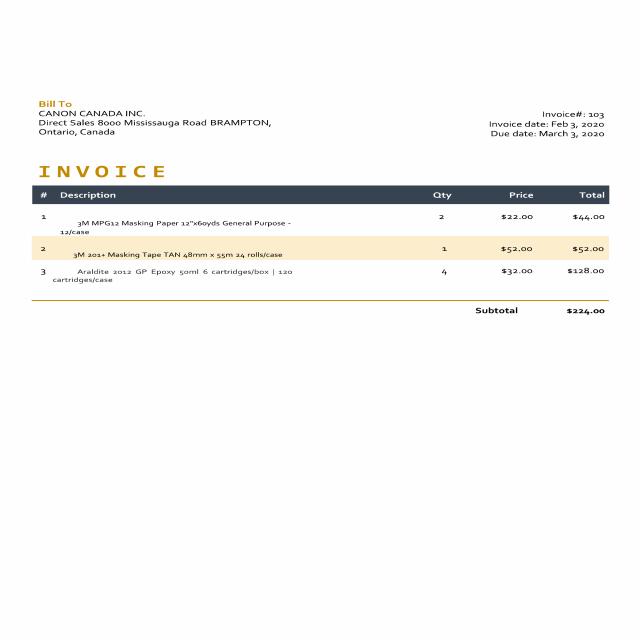 Bill To
CANON CANADA INC.
Direct Sales 8000 Mississauga Road BRAMPTON,
Ontario, Canada
Invoice#: 103
Invoice date: Feb 3, 2020
Due date: March 3, 2020
INVOICE
# Description Qty Price Total
1 3M MPG12 Masking Paper 12"x60yds General Purpose - 2 $22.00 $44.00
12/case
2 3M 201+ Masking Tape TAN 48mm x 55m 24 rolls/case 1 $52.00 $52.00
3 Araldite 2012 GP Epoxy 50ml 6 cartridges/box | 120 4 $32.00 $128.00
cartridges/case
Subtotal $224.00